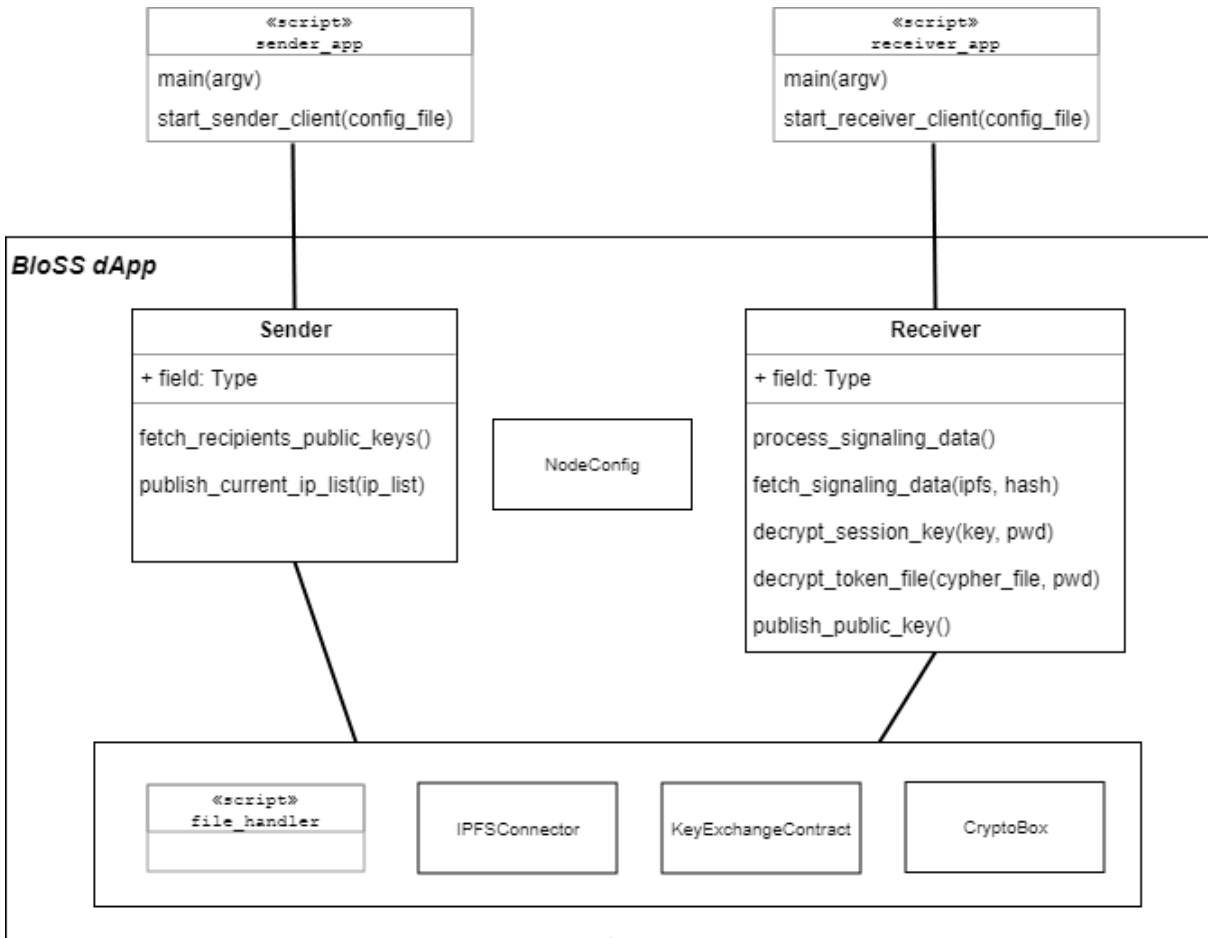 «script»
sender_app
main(argv)
start_sender_client(config_file)
«script»
receiver_app
main(argv)
start_receiver_client(config_file)
BloSS dApp
Sender
+ field: Type
fetch_recipients_public_keys()
publish_current_ip_list(ip_list)
NodeConfig
Receiver
+ field: Type
process_signaling_data()
fetch_signaling_data(ipfs, hash)
decrypt_session_key(key, pwd)
decrypt_token_file(cypher_file, pwd)
publish_public_key()
«script»
file_handler
IPFSConnector
KeyExchangeContract
CryptoBox